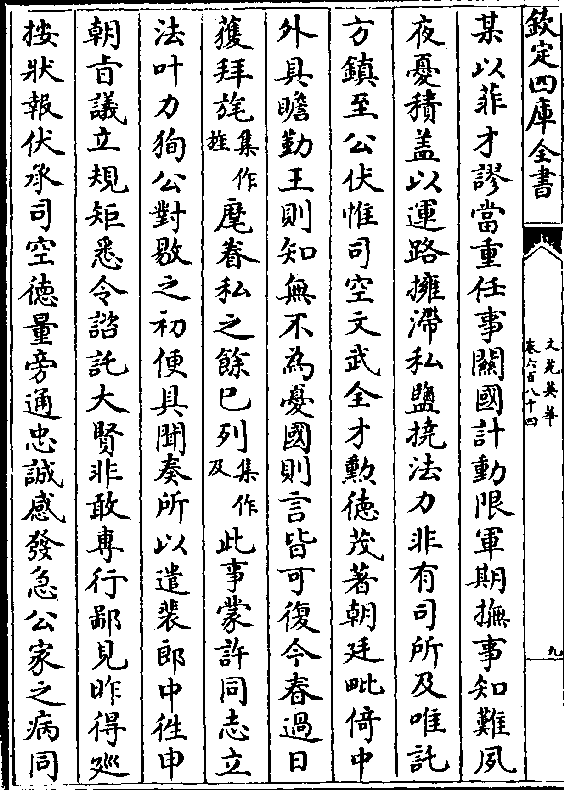 欽定四庫全書
文苑英華
卷六百八十四
九
某以菲才謬當重任事關國計動限軍期撫事知難夙
夜憂積盖以運路擁滯私鹽撓法力非有司所及唯託
方鎮至公伏惟司空文武全才勲徳茂著朝廷毗倚中
外具瞻勤王則知無不為憂國則言皆可復今春過日
獲拜旄集作旌麾眷私之餘巳列集作及此事蒙許同志立
法叶力狥公對敭之初便具聞奏所以遣裴郎中徃申
朝㫖議立規矩悉令諮託大賢非敢專行鄙見昨得廵
按狀報伏承司空徳量旁通忠誠感發急公家之病同